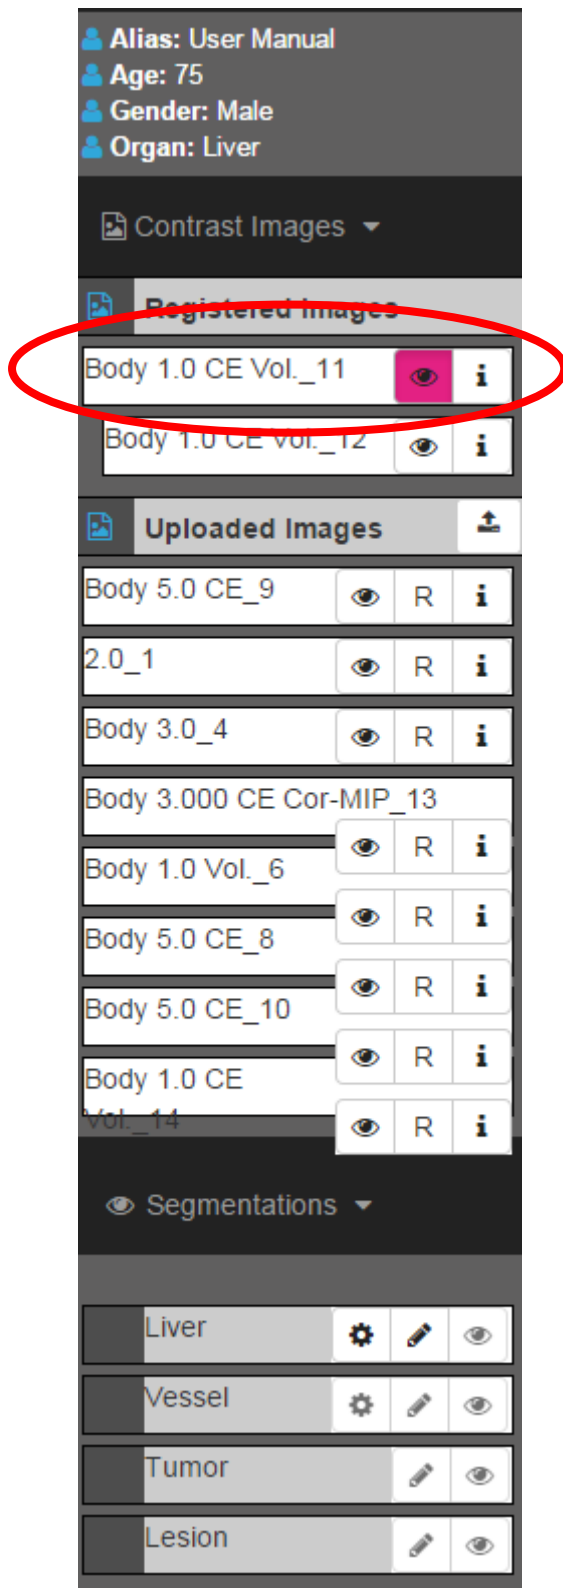 Alias: User Manual
Age: 75
Gender: Male
Organ: Liver
Contrast Images
Registered Images
Body 1.0 CE Vol._11
Body 1.0 CE Vol._12
Uploaded Images
Body 5.0 CE_9
R
2.0_1
R
Body 3.0_4
R
Body 3.000 CE Cor-MIP_13
R
Body 1.0 Vol._6
R
Body 5.0 CE_8
R
Body 5.0 CE_10
R
Body 1.0 CE
Vol._14
R
Segmentations
Liver
Vessel
Tumor
Lesion